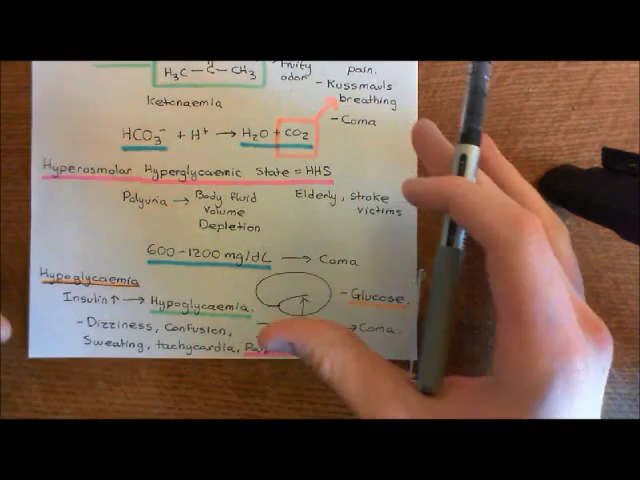 H₃C - C - CH₃
fruity
odor
pain.
- Kussmauls
breathing
Ketonaemia
HCO₃⁻ + H⁺ → H₂O + CO₂
- Coma
Hyperosmolar Hyperglycaemic State = HHS
Polyuria → Body fluid
Volume
Depletion
Elderly, stroke
victims
600-1200 mg/dL → Coma
Hypoglycaemia
Insulin ↑ → Hypoglycaemia.
- Glucose.
- Dizziness, Confusion,
Sweating, tachycardia,
→ Coma.